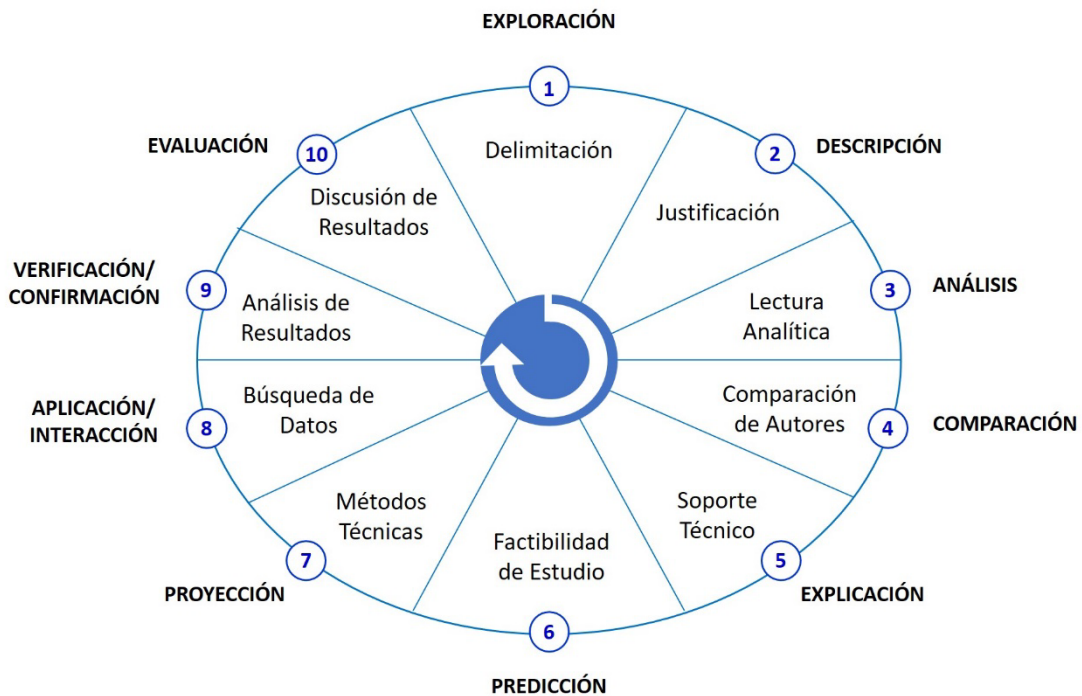 EXPLORACIÓN
1
Delimitación
2
DESCRIPCIÓN
Justificación
3
ANÁLISIS
Lectura
Analítica
4
COMPARACIÓN
Comparación
de Autores
5
EXPLICACIÓN
Soporte
Técnico
6
PREDICCIÓN
Factibilidad
de Estudio
7
PROYECCIÓN
Métodos
Técnicas
8
APLICACIÓN/
INTERACCIÓN
Búsqueda de
Datos
9
VERIFICACIÓN/
CONFIRMACIÓN
Análisis de
Resultados
10
EVALUACIÓN
Discusión de
Resultados